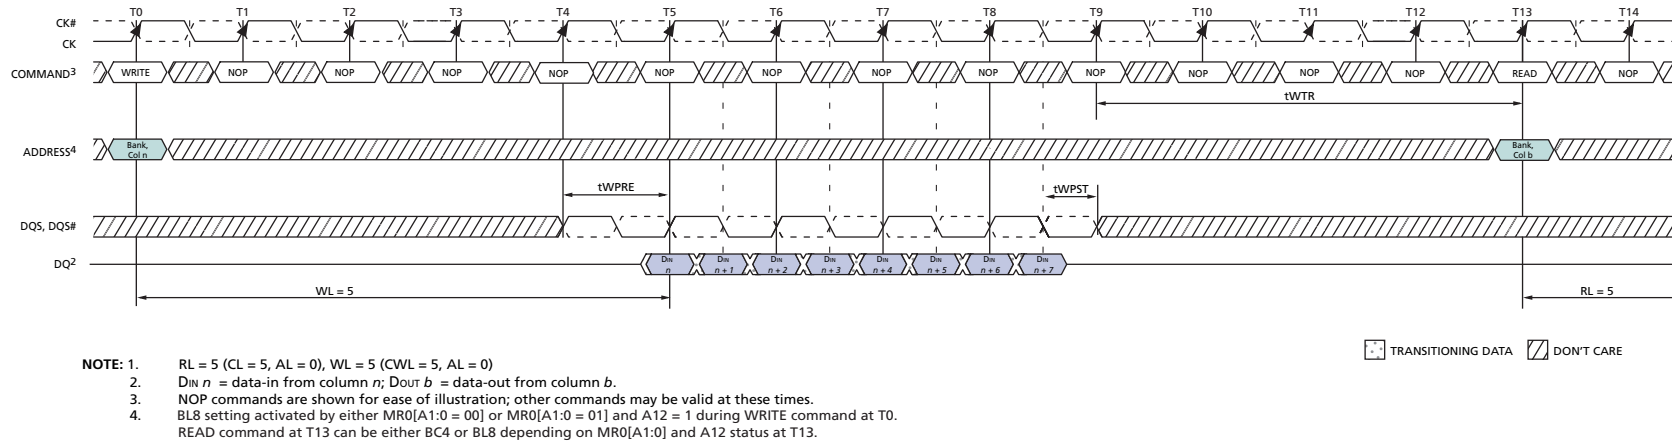 T0 T1 T2 T3 T4 T5 T6 T7 T8 T9 T10 T11 T12 T13 T14
CK#
CK
COMMAND3 WRITE NOP NOP NOP NOP NOP NOP NOP NOP NOP NOP NOP NOP READ NOP
tWTR
ADDRESS4 Bank, Col n Bank, Col b
tWPRE tWPST
DQS, DQS#
DQ2 DIN n DIN n + 1 DIN n + 2 DIN n + 3 DIN n + 4 DIN n + 5 DIN n + 6 DIN n + 7
WL = 5 RL = 5
TRANSITIONING DATA DON'T CARE
NOTE: 1. RL = 5 (CL = 5, AL = 0), WL = 5 (CWL = 5, AL = 0)
2. DIN n = data-in from column n; DOUT b = data-out from column b.
3. NOP commands are shown for ease of illustration; other commands may be valid at these times.
4. BL8 setting activated by either MR0[A1:0 = 00] or MR0[A1:0 = 01] and A12 = 1 during WRITE command at T0.
READ command at T13 can be either BC4 or BL8 depending on MR0[A1:0] and A12 status at T13.